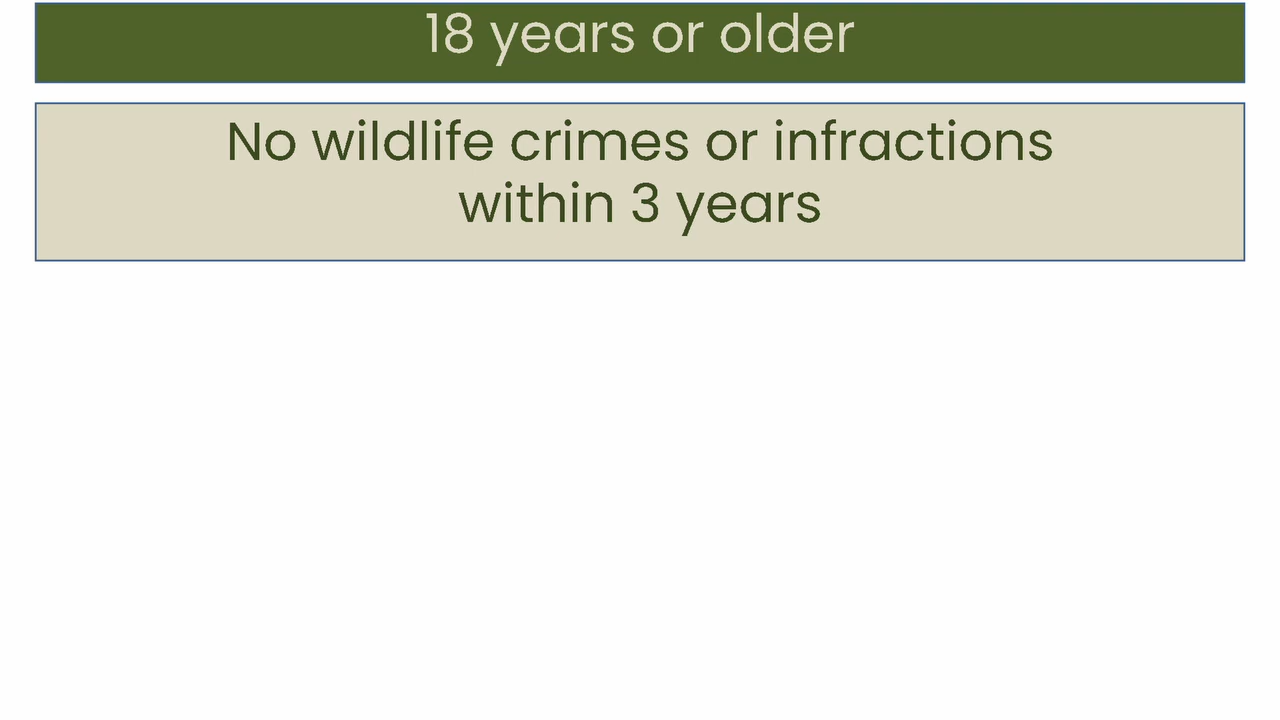 18 years or older
No wildlife crimes or infractions
within 3 years